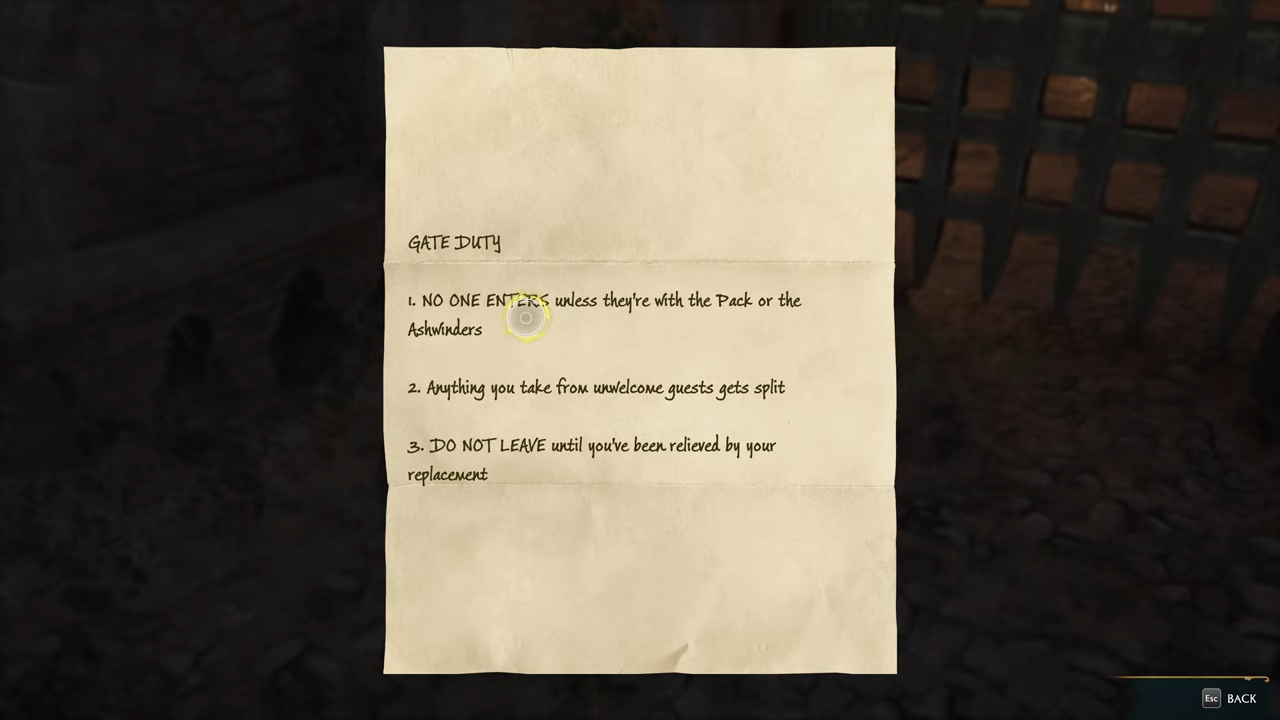 GATE DUTY
1. NO ONE ENTERS unless they're with the Pack or the
Ashwinders
2. Anything you take from unwelcome guests gets split
3. DO NOT LEAVE until you've been relieved by your
replacement
Esc BACK